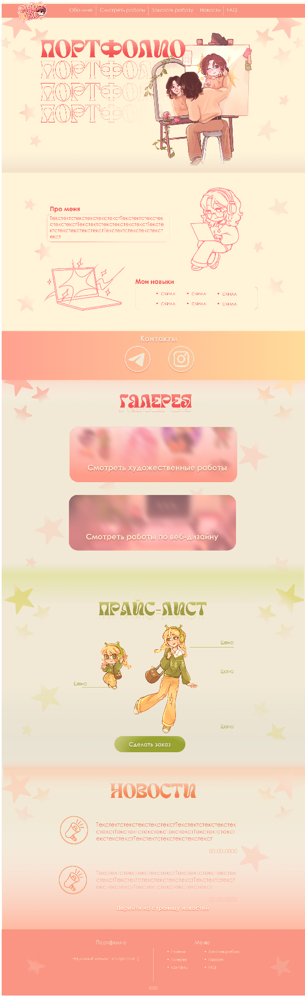 Обо мне
Смотреть работы
Заказать работу
Новости
FAQ
ПОРТФОЛИО
ПОРТФОЛ
ПОРТФО
ПОРТФО
Про меня
ТекстектстекстекстекстекстТекстектстекстек
стекстекстТекстектстекстекстекстекстТексте
ктстекстекстекстекстТекстектстекстекстекст
екст
Мои навыки
СКИЛЛ СКИЛЛ СКИЛЛ
СКИЛЛ СКИЛЛ СКИЛЛ
Контакты
ГАЛЕРЕЯ
Смотреть художественные работы
Смотреть работы по веб-дизайну
ПРАЙС-ЛИСТ
Цена
Цена
Цена
Цена
Сделать заказ
НОВОСТИ
ТекстектстекстекстекстекстТекстектстекстекстек
стекстТекстектстекстекстекстекстТекстектстекст
екстекстекстТекстектстекстекстекстекст
00.00.0000
ТекстектстекстекстекстекстТекстектстекстекстек
стекстТекстектстекстекстекстекстТекстектстекст
екстекстекстТекстектстекстекстекстекст
00.00.0000
Перейти на страницу новостей
Портфолио
Меню
На данный момент это прототип :)
Главная
Заказать работу
Галерея
Новости
Контакты
FAQ
2025